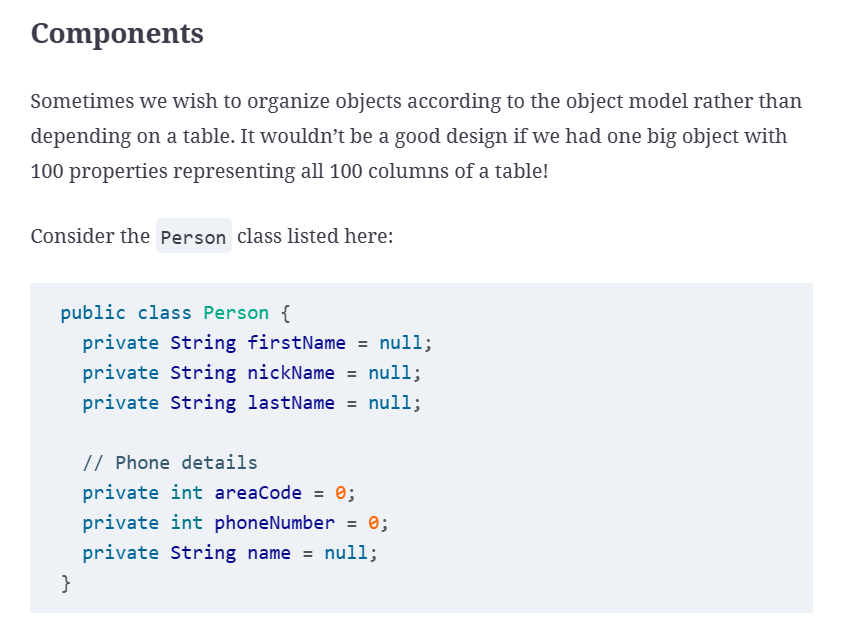 Components
Sometimes we wish to organize objects according to the object model rather than
depending on a table. It wouldn’t be a good design if we had one big object with
100 properties representing all 100 columns of a table!
Consider the Person class listed here:
public class Person {
  private String firstName = null;
  private String nickName = null;
  private String lastName = null;
  // Phone details
  private int areaCode = 0;
  private int phoneNumber = 0;
  private String name = null;
}